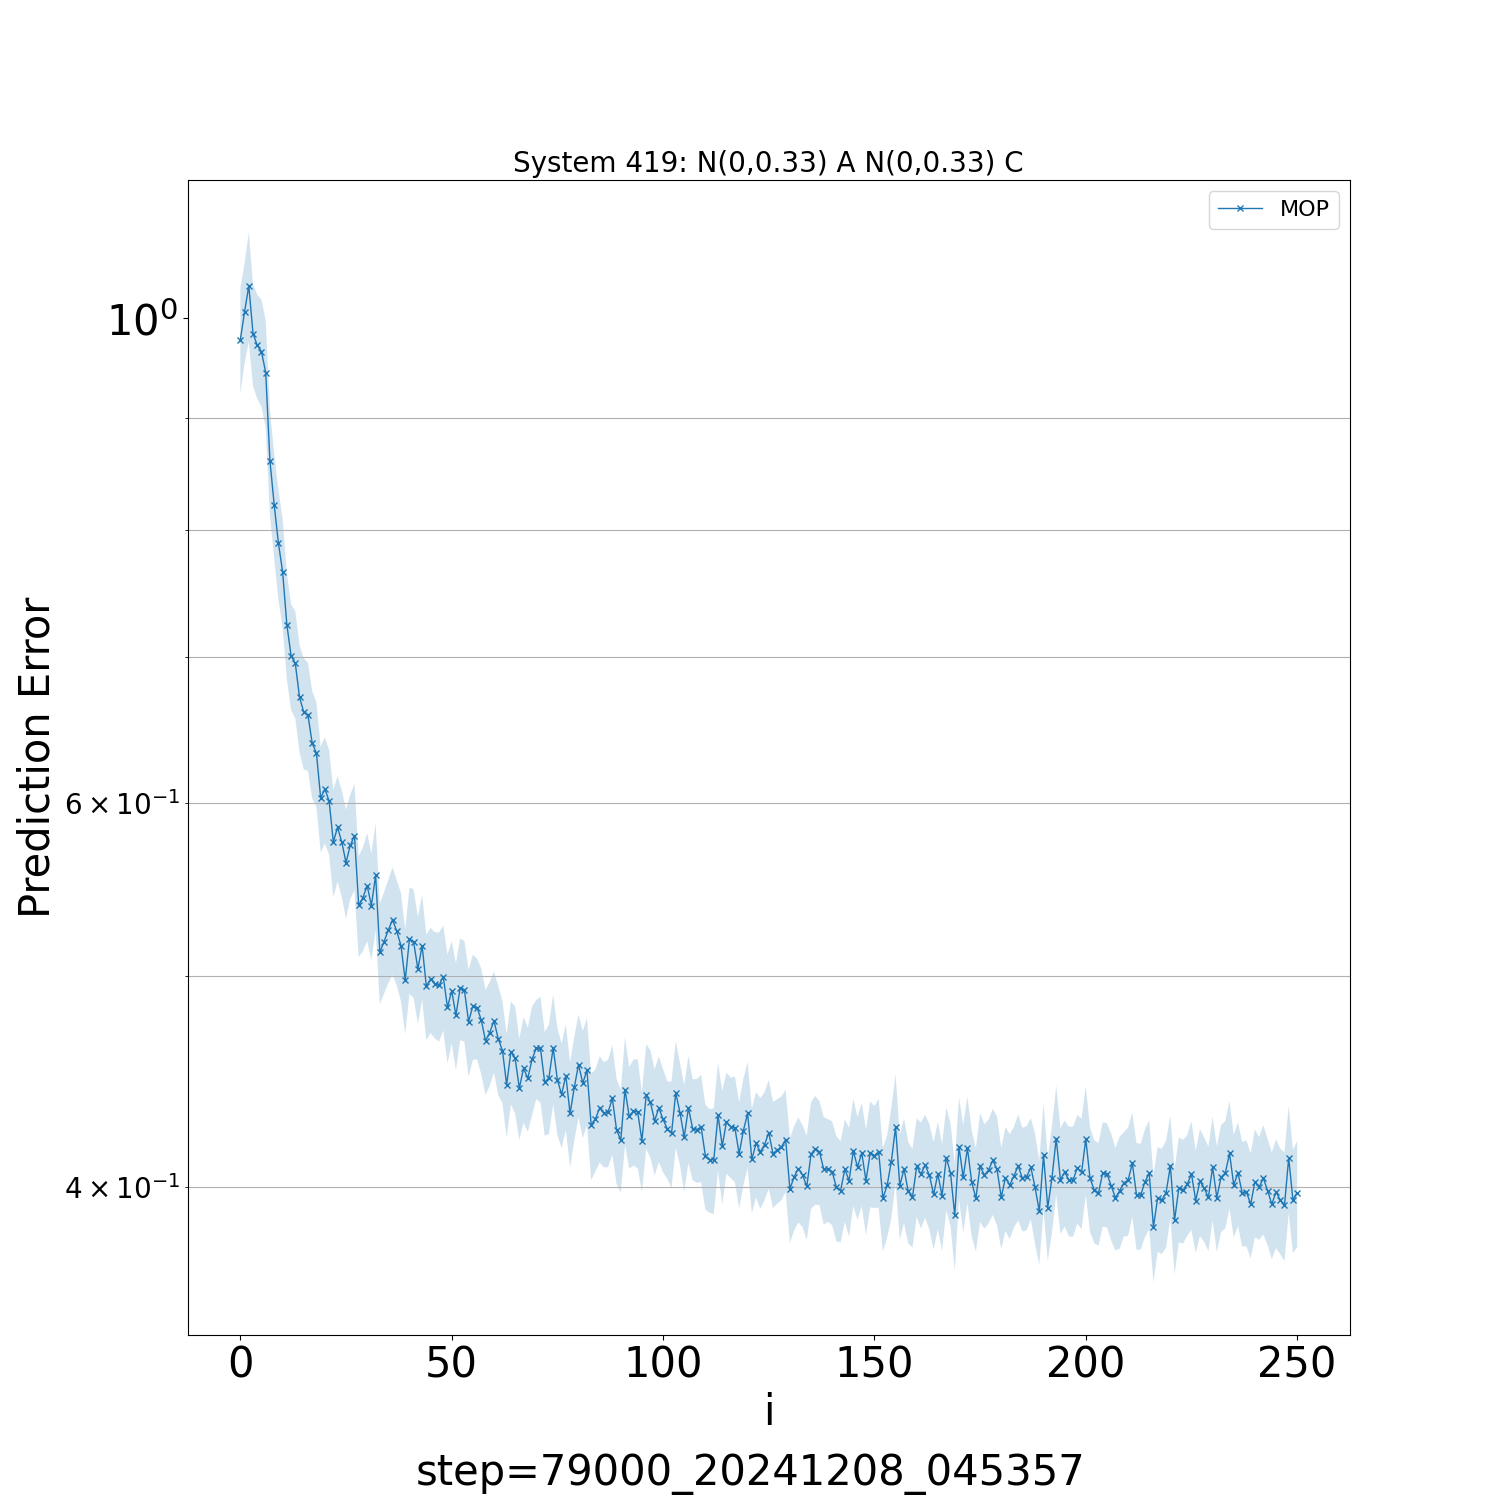 System 419: N(0,0.33) A N(0,0.33) C
MOP
10⁰
6 × 10⁻¹
4 × 10⁻¹
Prediction Error
0 50 100 150 200 250
i
step=79000_20241208_045357